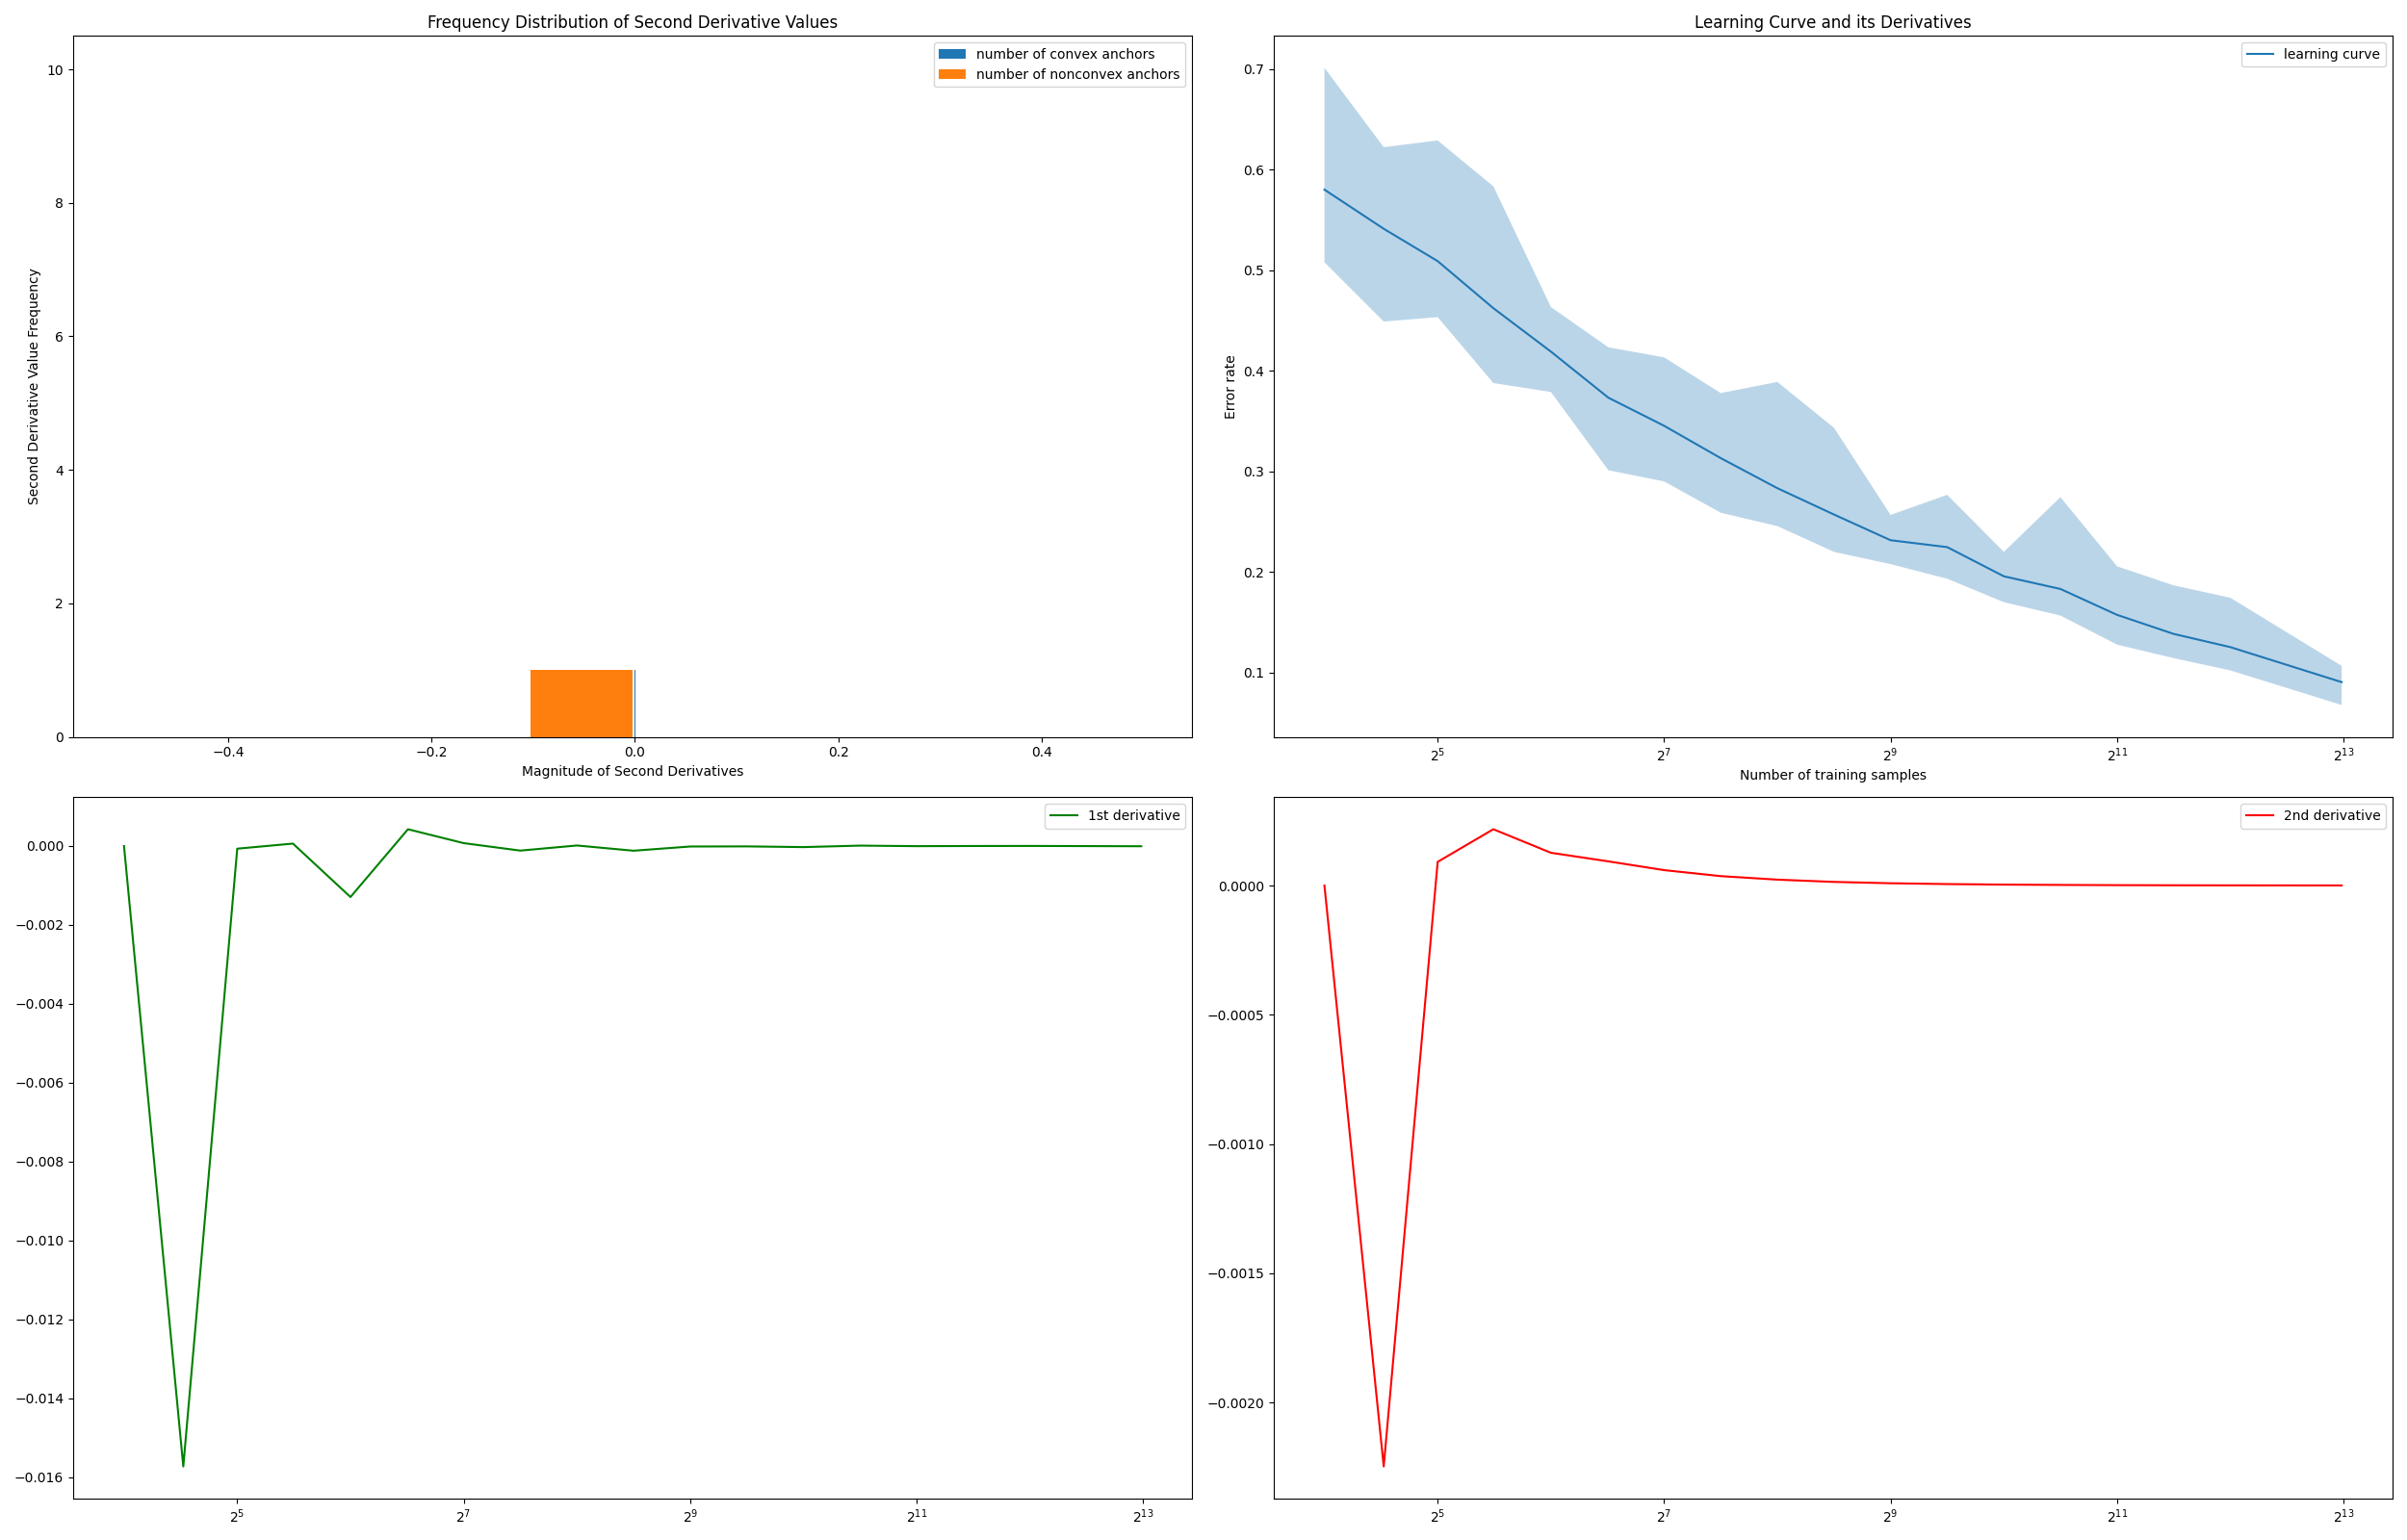 Frequency Distribution of Second Derivative Values
number of convex anchors
number of nonconvex anchors
Second Derivative Value Frequency
10
8
6
4
2
0
−0.4 −0.2 0.0 0.2 0.4
Magnitude of Second Derivatives
Learning Curve and its Derivatives
learning curve
Error rate
0.7
0.6
0.5
0.4
0.3
0.2
0.1
2^5 2^7 2^9 2^11 2^13
Number of training samples
1st derivative
0.000
−0.002
−0.004
−0.006
−0.008
−0.010
−0.012
−0.014
−0.016
2^5 2^7 2^9 2^11 2^13
2nd derivative
0.0000
−0.0005
−0.0010
−0.0015
−0.0020
2^5 2^7 2^9 2^11 2^13